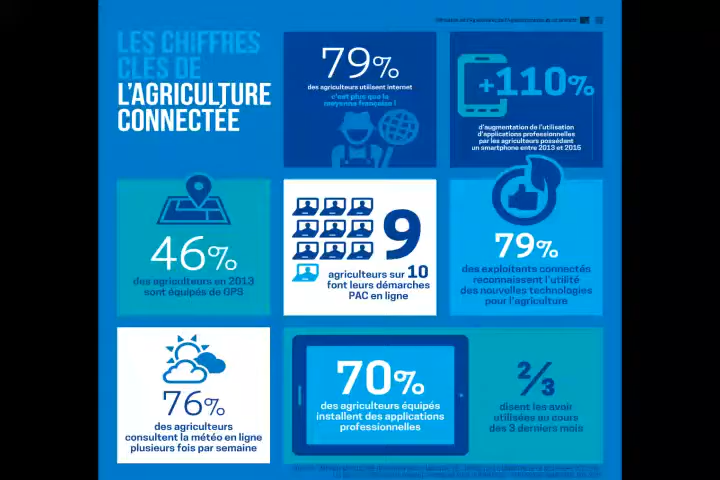 LES CHIFFRES
CLÉS DE
L'AGRICULTURE
CONNECTÉE
79%
des agriculteurs utilisent internet
c'est plus que la
moyenne française !
+110%
d'augmentation de l'utilisation
d'applications professionnelles
par les agriculteurs possédant
un smartphone entre 2013 et 2015
46%
des agriculteurs en 2013
sont équipés de GPS
9
agriculteurs sur 10
font leurs démarches
PAC en ligne
79%
des exploitants connectés
reconnaissent l'utilité
des nouvelles technologies
pour l'agriculture
76%
des agriculteurs
consultent la météo en ligne
plusieurs fois par semaine
70%
des agriculteurs équipés
installent des applications
professionnelles
2/3
disent les avoir
utilisées au cours
des 3 derniers mois